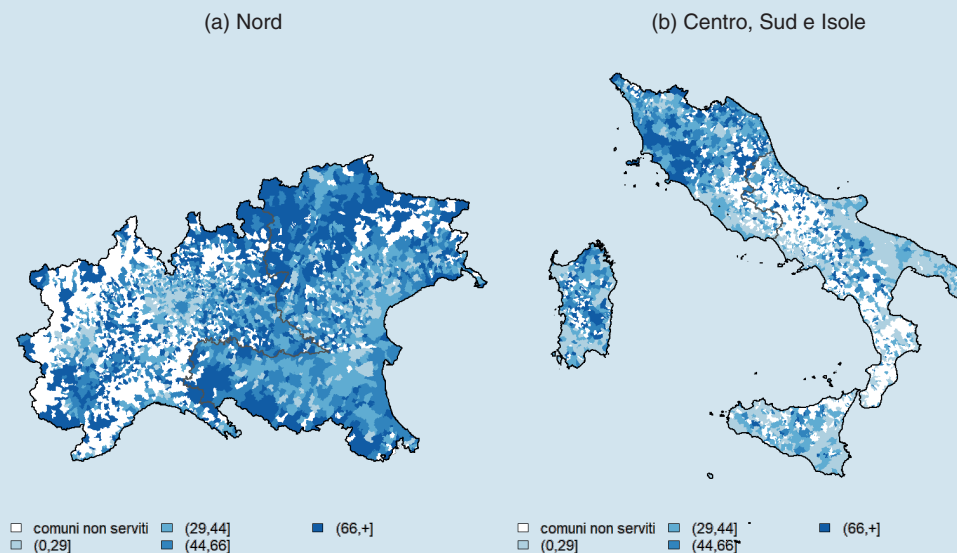 (a) Nord
(b) Centro, Sud e Isole
comuni non serviti (29,44] (66,+]
(0,29] (44,66]
comuni non serviti (29,44] (66,+]
(0,29] (44,66]